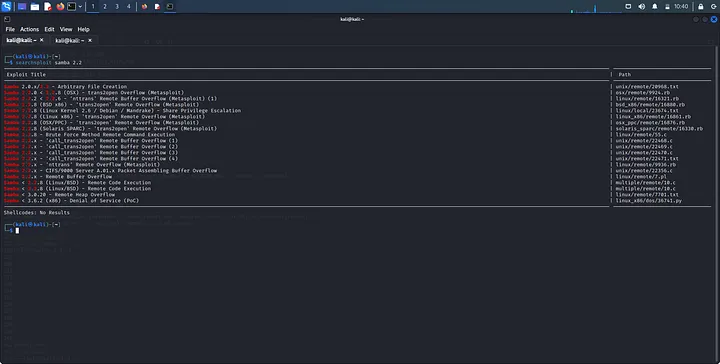 1 2 3 4
10:40
kali@kali: ~
File Actions Edit View Help
kali@kali: ~ × kali@kali: ~ ×
┌──(kali㉿kali)-[~]
└─$ searchsploit samba 2.2
Exploit Title | Path
Samba 2.0.x/2.2 - Arbitrary File Creation | unix/remote/20968.txt
Samba 2.2.0 < 2.2.8 (OSX) - trans2open Overflow (Metasploit) | osx/remote/9924.rb
Samba 2.2.2 < 2.2.6 - 'nttrans' Remote Buffer Overflow (Metasploit) (1) | linux/remote/16321.rb
Samba 2.2.8 (BSD x86) - 'trans2open' Remote Overflow (Metasploit) | bsd_x86/remote/16880.rb
Samba 2.2.8 (Linux Kernel 2.6 / Debian / Mandrake) - Share Privilege Escalation | linux/local/23674.txt
Samba 2.2.8 (Linux x86) - 'trans2open' Remote Overflow (Metasploit) | linux_x86/remote/16861.rb
Samba 2.2.8 (OSX/PPC) - 'trans2open' Remote Overflow (Metasploit) | osx_ppc/remote/16876.rb
Samba 2.2.8 (Solaris SPARC) - 'trans2open' Remote Overflow (Metasploit) | solaris_sparc/remote/16330.rb
Samba 2.2.8 - Brute Force Method Remote Command Execution | linux/remote/55.c
Samba 2.2.x - 'call_trans2open' Remote Buffer Overflow (1) | unix/remote/22468.c
Samba 2.2.x - 'call_trans2open' Remote Buffer Overflow (2) | unix/remote/22469.c
Samba 2.2.x - 'call_trans2open' Remote Buffer Overflow (3) | unix/remote/22470.c
Samba 2.2.x - 'call_trans2open' Remote Buffer Overflow (4) | unix/remote/22471.txt
Samba 2.2.x - 'nttrans' Remote Overflow (Metasploit) | linux/remote/9936.rb
Samba 2.2.x - CIFS/9000 Server A.01.x Packet Assembling Buffer Overflow | unix/remote/22356.c
Samba 2.2.x - Remote Buffer Overflow | linux/remote/7.pl
Samba < 2.2.8 (Linux/BSD) - Remote Code Execution | multiple/remote/10.c
Samba < 2.2.8 (Linux/BSD) - Remote Code Execution | multiple/remote/10.c
Samba < 3.0.20 - Remote Heap Overflow | linux/remote/7701.txt
Samba < 3.6.2 (x86) - Denial of Service (PoC) | linux_x86/dos/36741.py
Shellcodes: No Results
┌──(kali㉿kali)-[~]
└─$